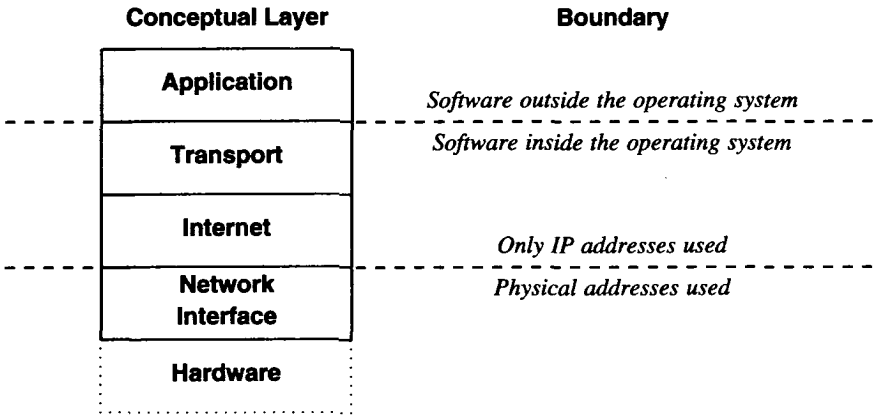 Conceptual Layer Boundary
Application
Software outside the operating system
Transport
Software inside the operating system
Internet
Only IP addresses used
Network
Interface
Physical addresses used
Hardware